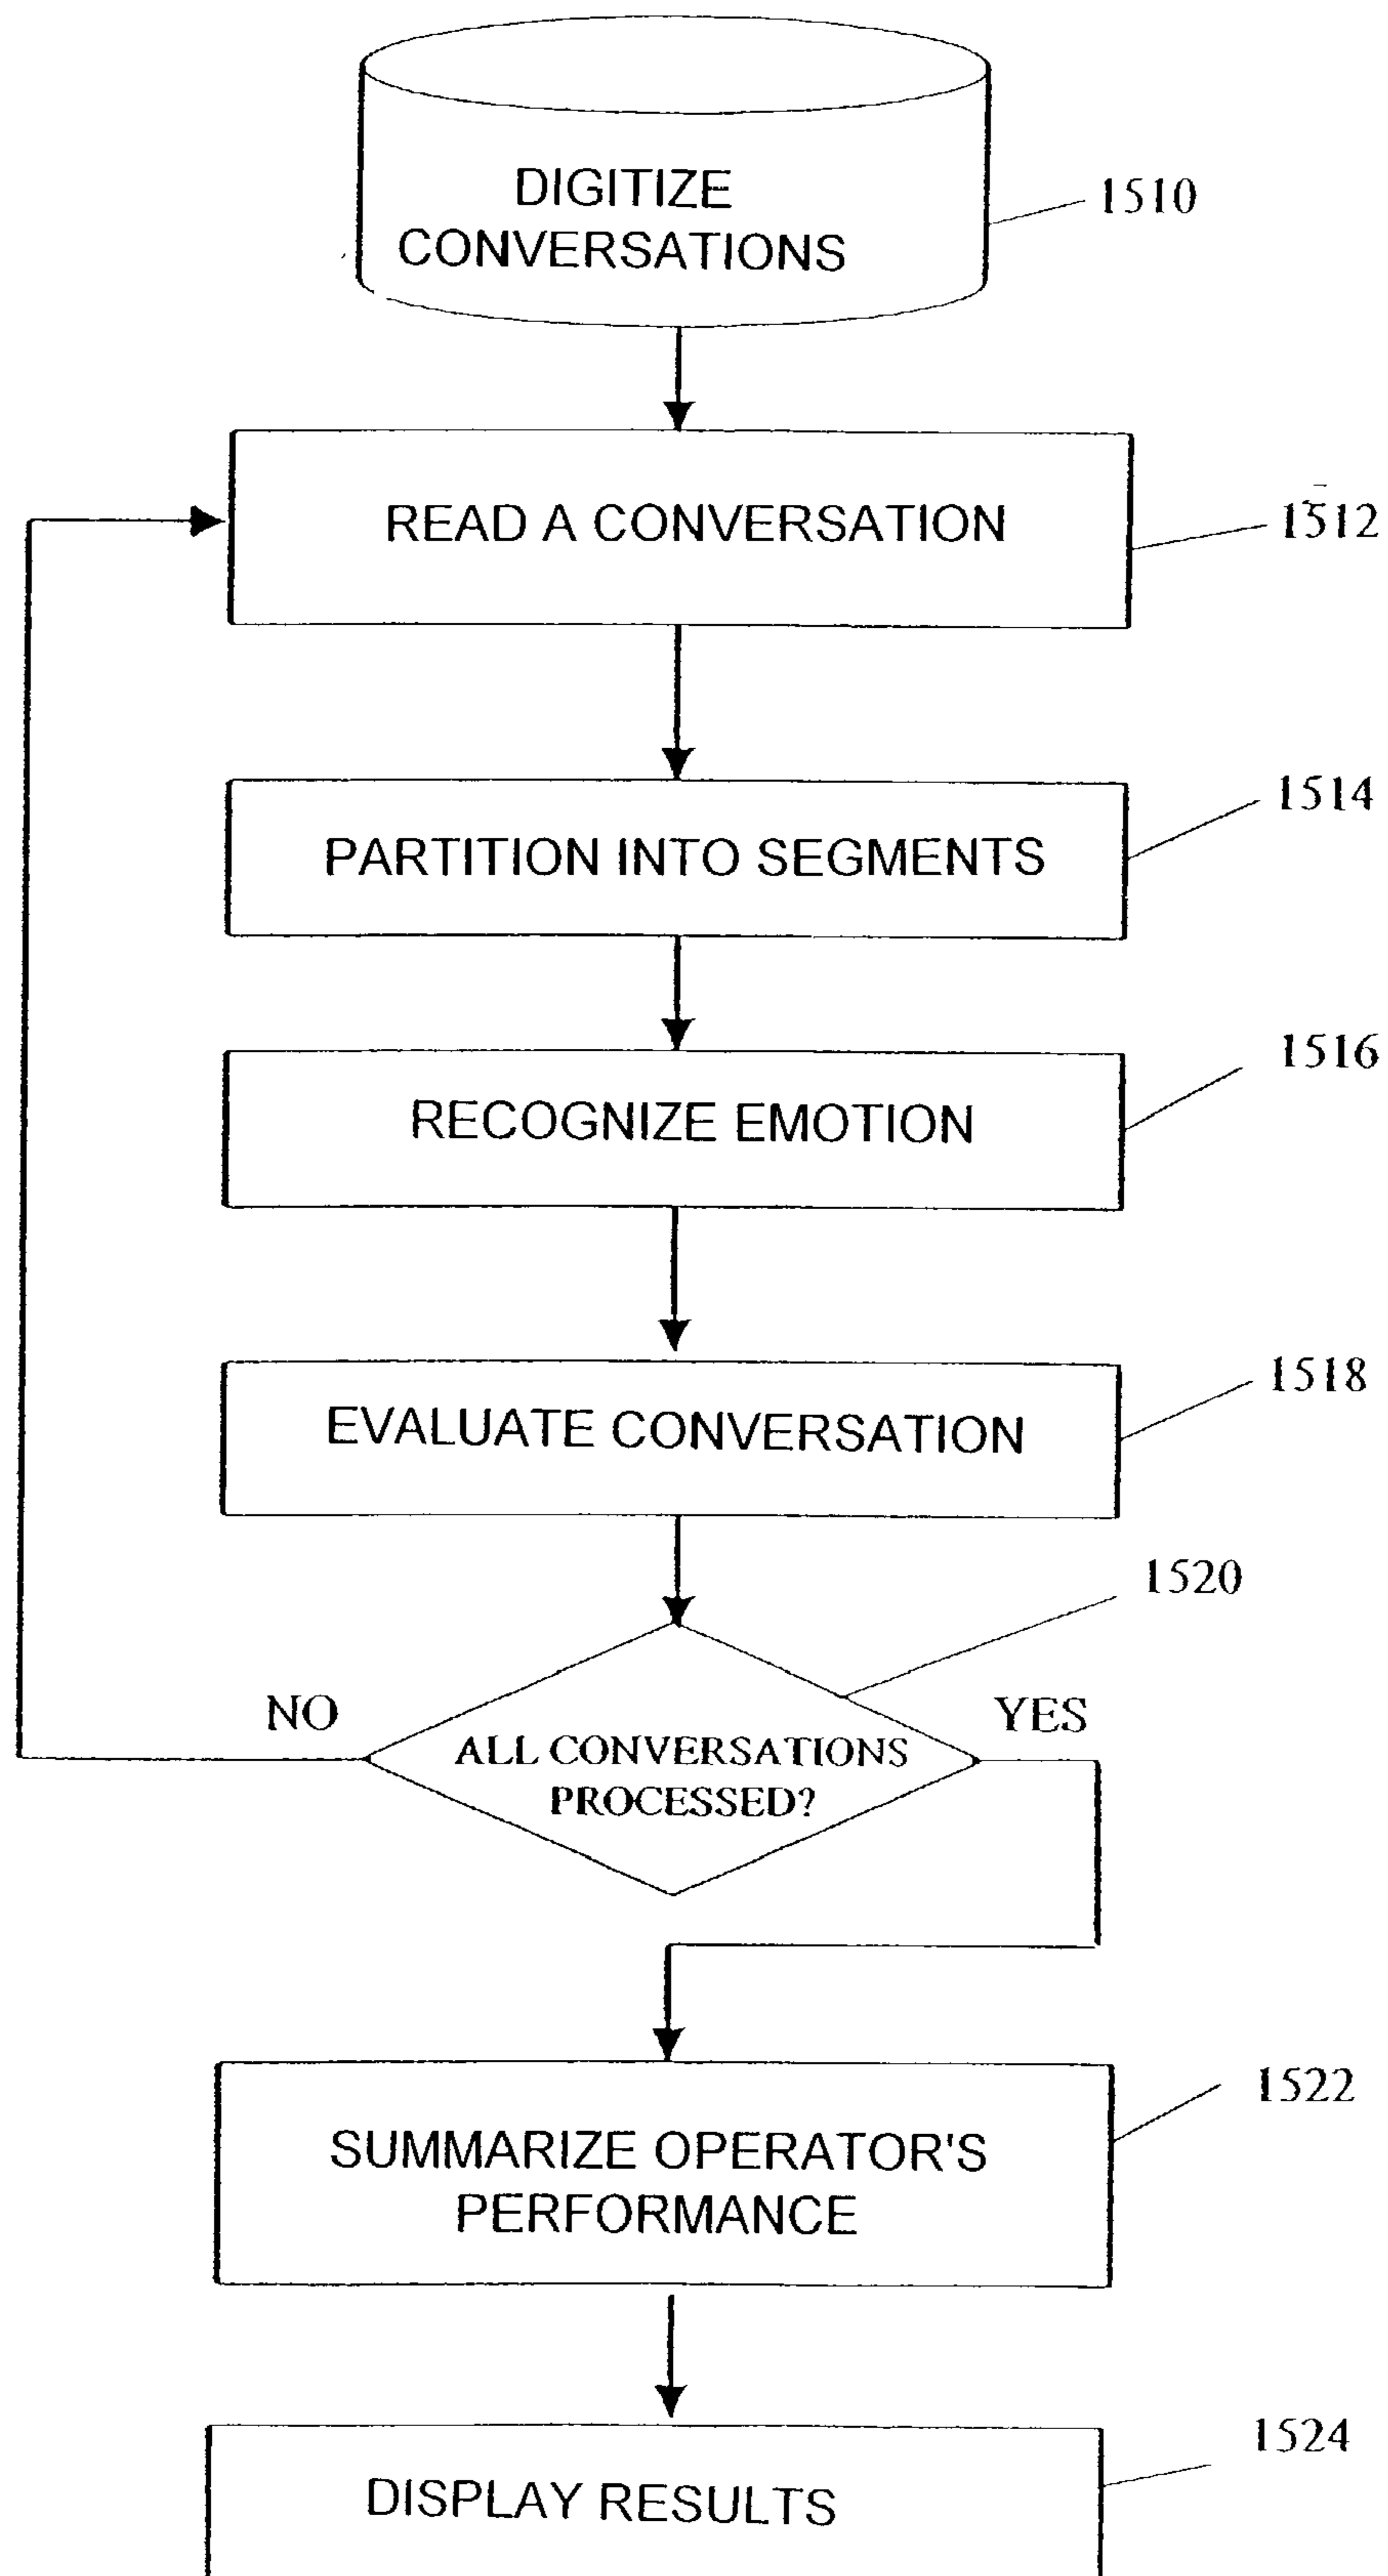 DIGITIZE
CONVERSATIONS
1510
READ A CONVERSATION
1512
PARTITION INTO SEGMENTS
1514
RECOGNIZE EMOTION
1516
EVALUATE CONVERSATION
1518
1520
NO
YES
ALL CONVERSATIONS
PROCESSED?
SUMMARIZE OPERATOR'S
PERFORMANCE
1522
DISPLAY RESULTS
1524